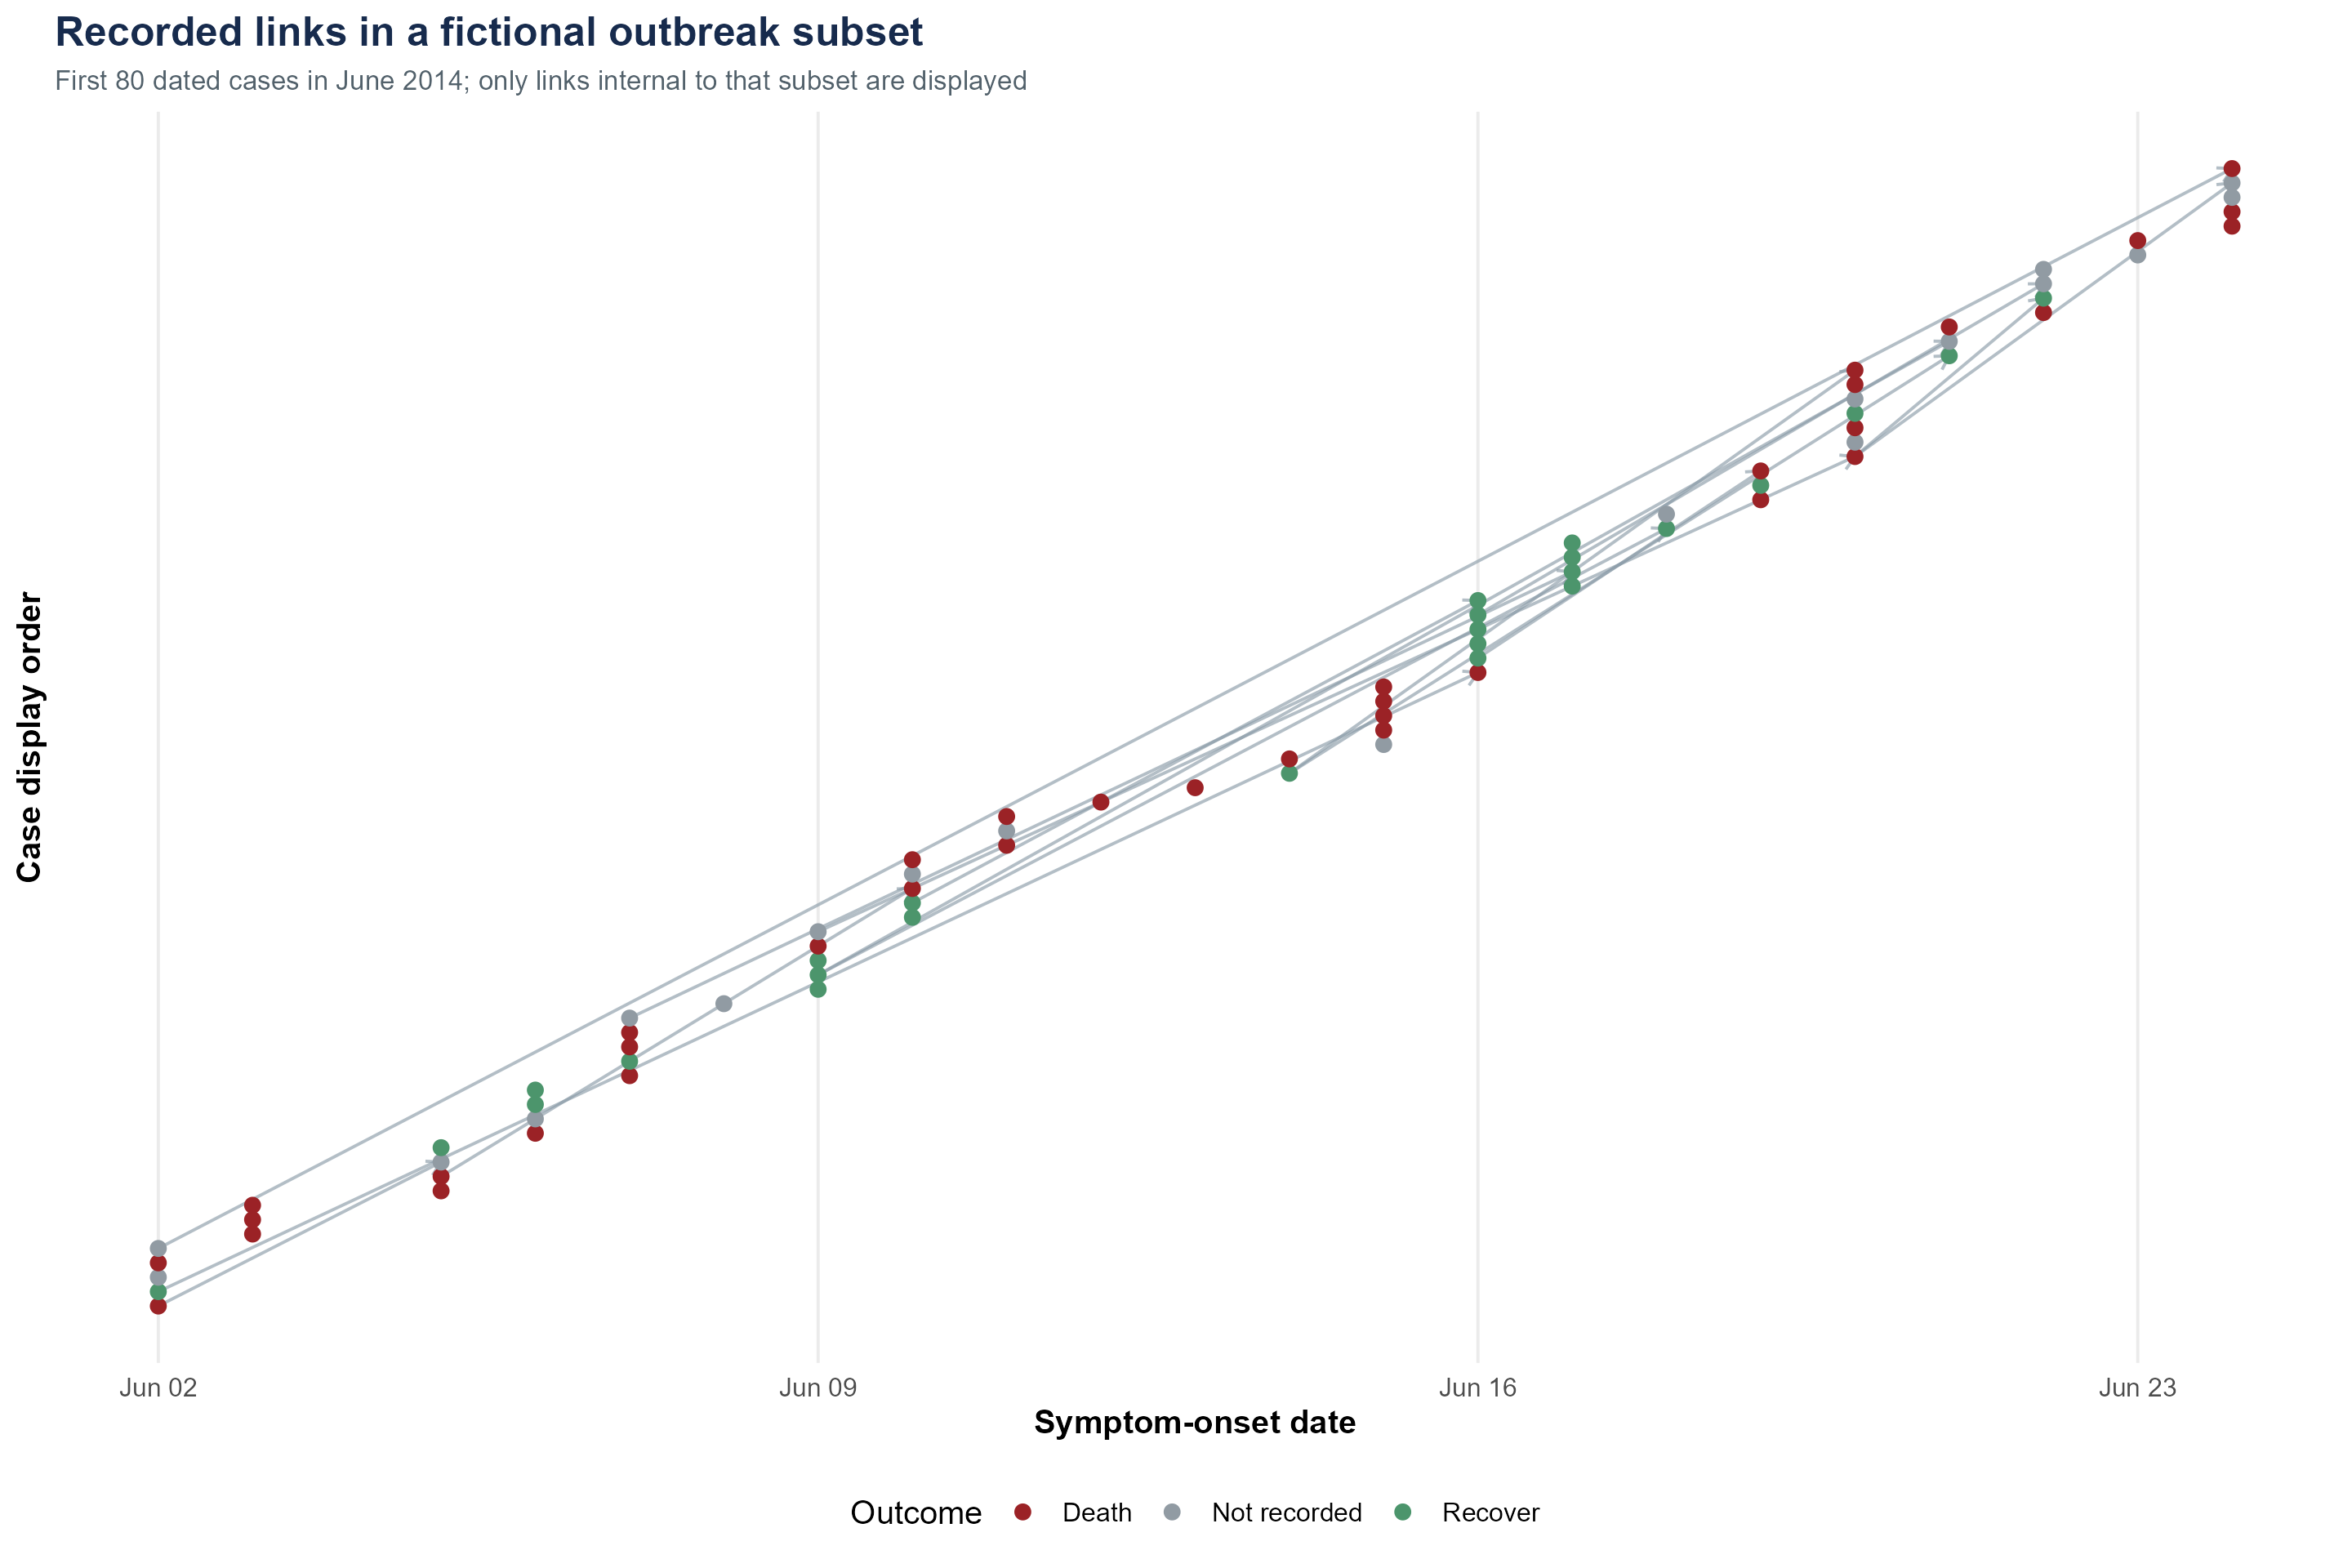 Recorded links in a fictional outbreak subset
First 80 dated cases in June 2014; only links internal to that subset are displayed
Case display order
Jun 02
Jun 09
Jun 16
Jun 23
Symptom-onset date
Outcome
Death
Not recorded
Recover